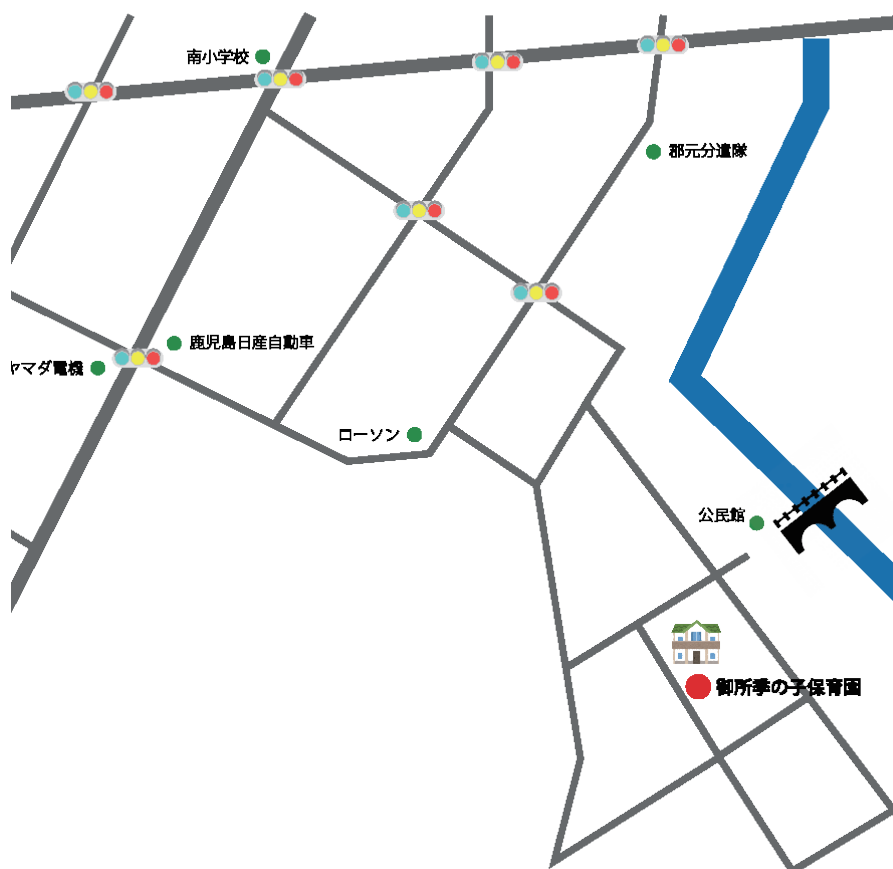 南小学校
郡元分遣隊
鹿児島日産自動車
ヤマダ電機
ローソン
公民館
御所季の子保育園